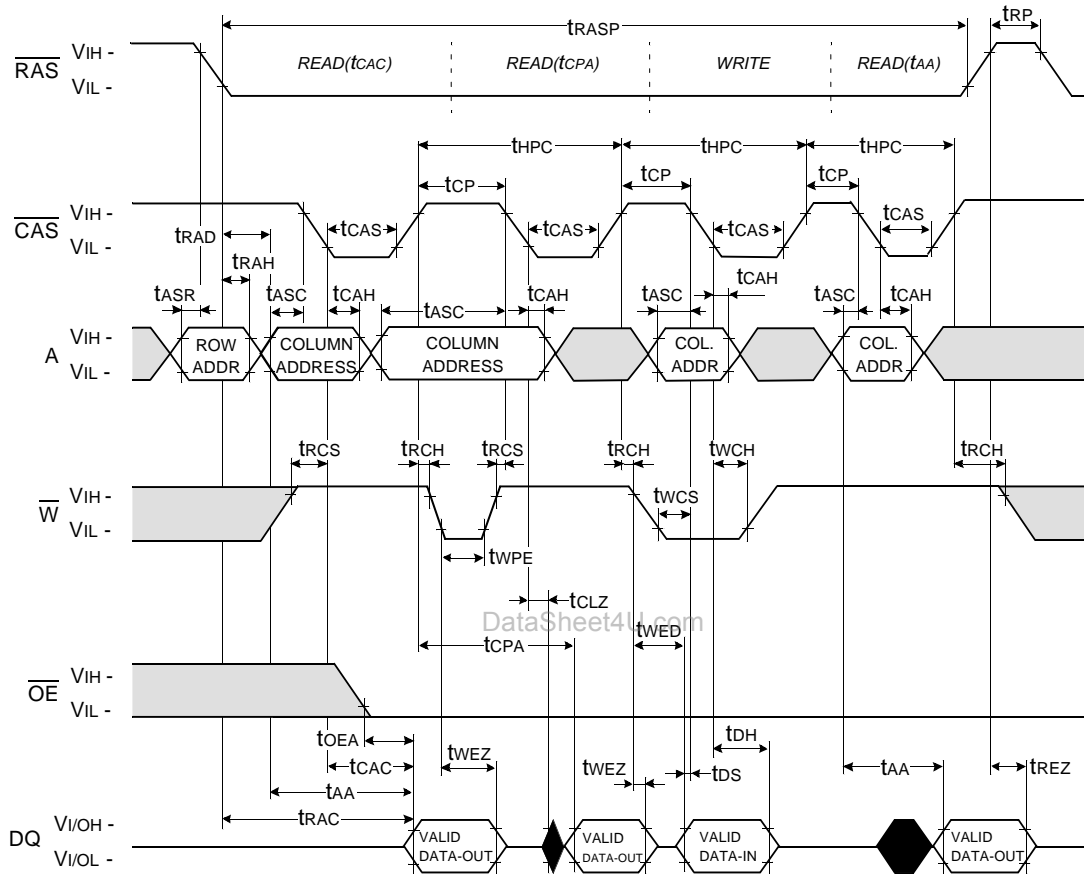 tRASP
tRP
RAS
VIH -
VIL -
READ(tCAC)
READ(tCPA)
WRITE
READ(tAA)
tHPC
tHPC
tHPC
tCP
tCP
tCP
CAS
VIH -
VIL -
tCAS
tCAS
tCAS
tCAS
tRAD
tRAH
tASR
tASC
tCAH
tASC
tCAH
tASC
tCAH
tASC
tCAH
A
VIH -
VIL -
ROW
ADDR
COLUMN
ADDRESS
COLUMN
ADDRESS
COL.
ADDR
COL.
ADDR
tRCS
tRCH
tRCS
tRCH
tWCH
tRCH
W
VIH -
VIL -
tWCS
tWPE
tCLZ
DataSheet4U.com
tCPA
tWED
OE
VIH -
VIL -
tOEA
tCAC
tAA
tRAC
tWEZ
tWEZ
tDH
tDS
tAA
tREZ
DQ
VI/OH -
VI/OL -
VALID
DATA-OUT
VALID
DATA-OUT
VALID
DATA-IN
VALID
DATA-OUT